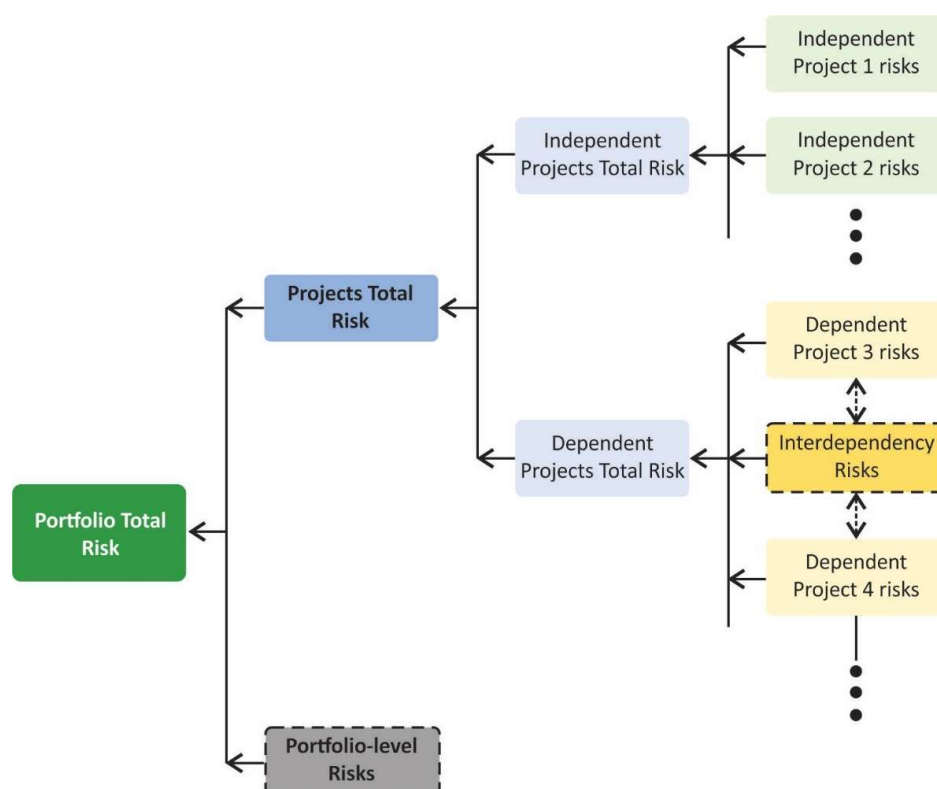 Independent
Project 1 risks
Independent
Projects Total Risk
Independent
Project 2 risks
Projects Total
Risk
Dependent
Project 3 risks
Dependent
Projects Total Risk
Interdependency
Risks
Portfolio Total
Risk
Dependent
Project 4 risks
Portfolio-level
Risks